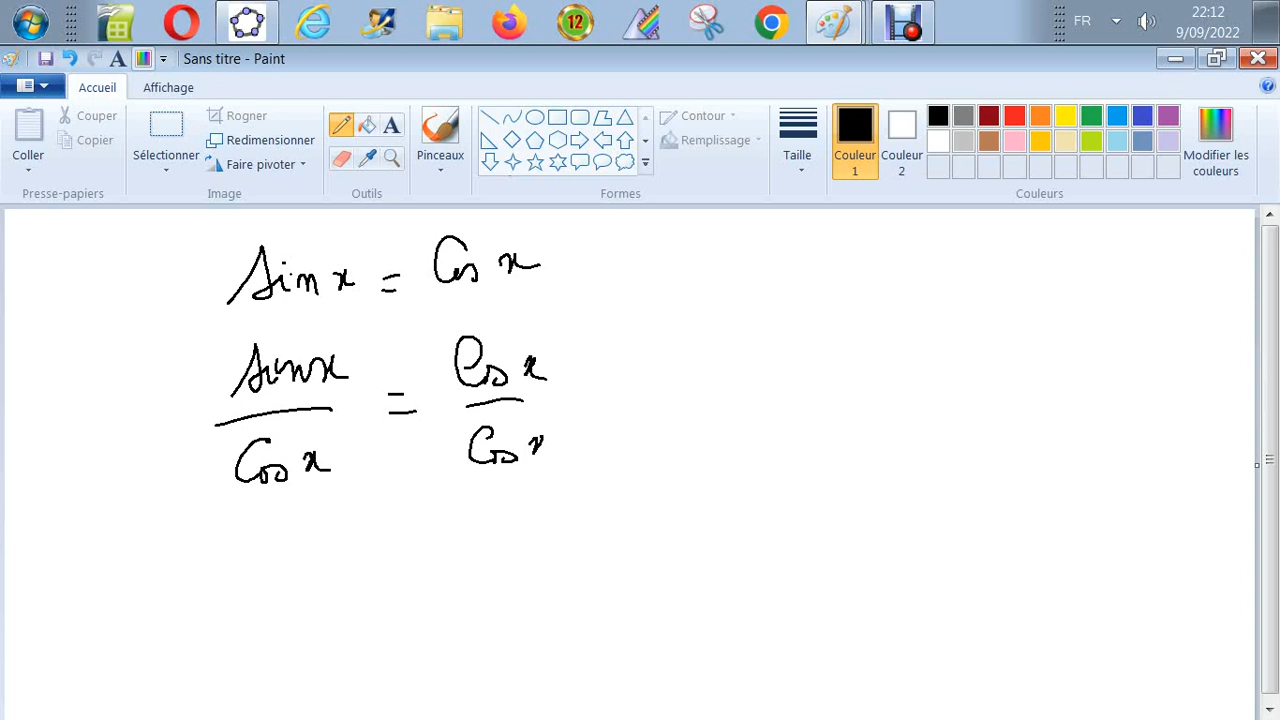 12
FR
22:12
9/09/2022
Sans titre - Paint
Accueil
Affichage
Coller
Couper
Copier
Presse-papiers
Sélectionner
Rogner
Redimensionner
Faire pivoter
Image
A
Outils
Pinceaux
Contour
Remplissage
Formes
Taille
Couleur 1
Couleur 2
Modifier les couleurs
Couleurs
sin x = Cos x
sin x / Cos x = Cos x / Cos x